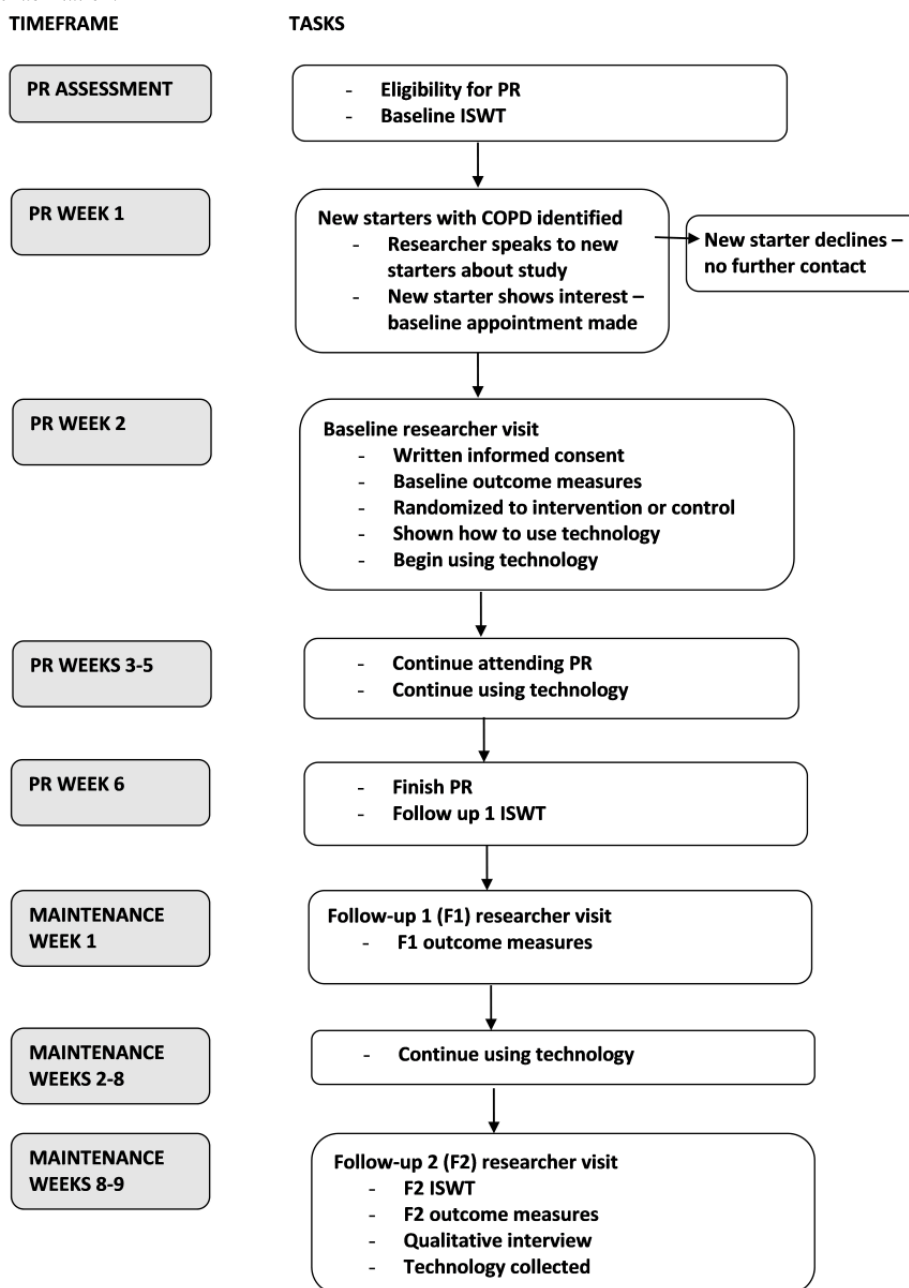 TIMEFRAME
TASKS
PR ASSESSMENT
- Eligibility for PR
- Baseline ISWT
PR WEEK 1
New starters with COPD identified
- Researcher speaks to new
starters about study
- New starter shows interest –
baseline appointment made
New starter declines –
no further contact
PR WEEK 2
Baseline researcher visit
- Written informed consent
- Baseline outcome measures
- Randomized to intervention or control
- Shown how to use technology
- Begin using technology
PR WEEKS 3-5
- Continue attending PR
- Continue using technology
PR WEEK 6
- Finish PR
- Follow up 1 ISWT
MAINTENANCE
WEEK 1
Follow-up 1 (F1) researcher visit
- F1 outcome measures
MAINTENANCE
WEEKS 2-8
- Continue using technology
MAINTENANCE
WEEKS 8-9
Follow-up 2 (F2) researcher visit
- F2 ISWT
- F2 outcome measures
- Qualitative interview
- Technology collected